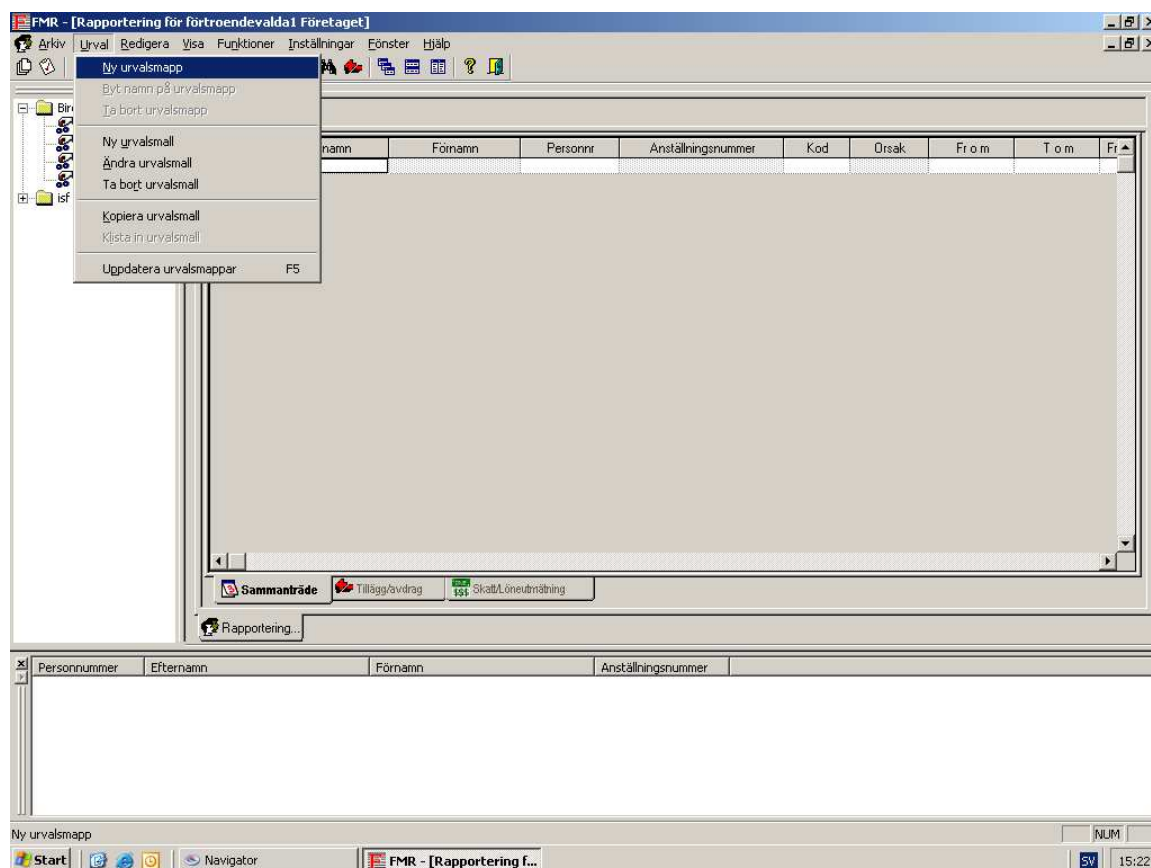 FMR - [Rapportering för förtroendevalda1 Företaget]
Arkiv Urval Redigera Visa Funktioner Inställningar Fönster Hjälp
Ny urvalsmapp
Byt namn på urvalsmapp
Ta bort urvalsmapp
Ny urvalsmall
Ändra urvalsmall
Ta bort urvalsmall
Kopiera urvalsmall
Klistra in urvalsmall
Uppdatera urvalsmappar F5
isf
namn Förnamn Personnr Anställningsnummer Kod Orsak Fr o m T o m Fr
Sammanträde Tillägg/avdrag Skatt/Löneutmätning
Rapportering...
Personnummer Efternamn Förnamn Anställningsnummer
Ny urvalsmapp NUM
Start Navigator FMR - [Rapportering f... SV 15:22